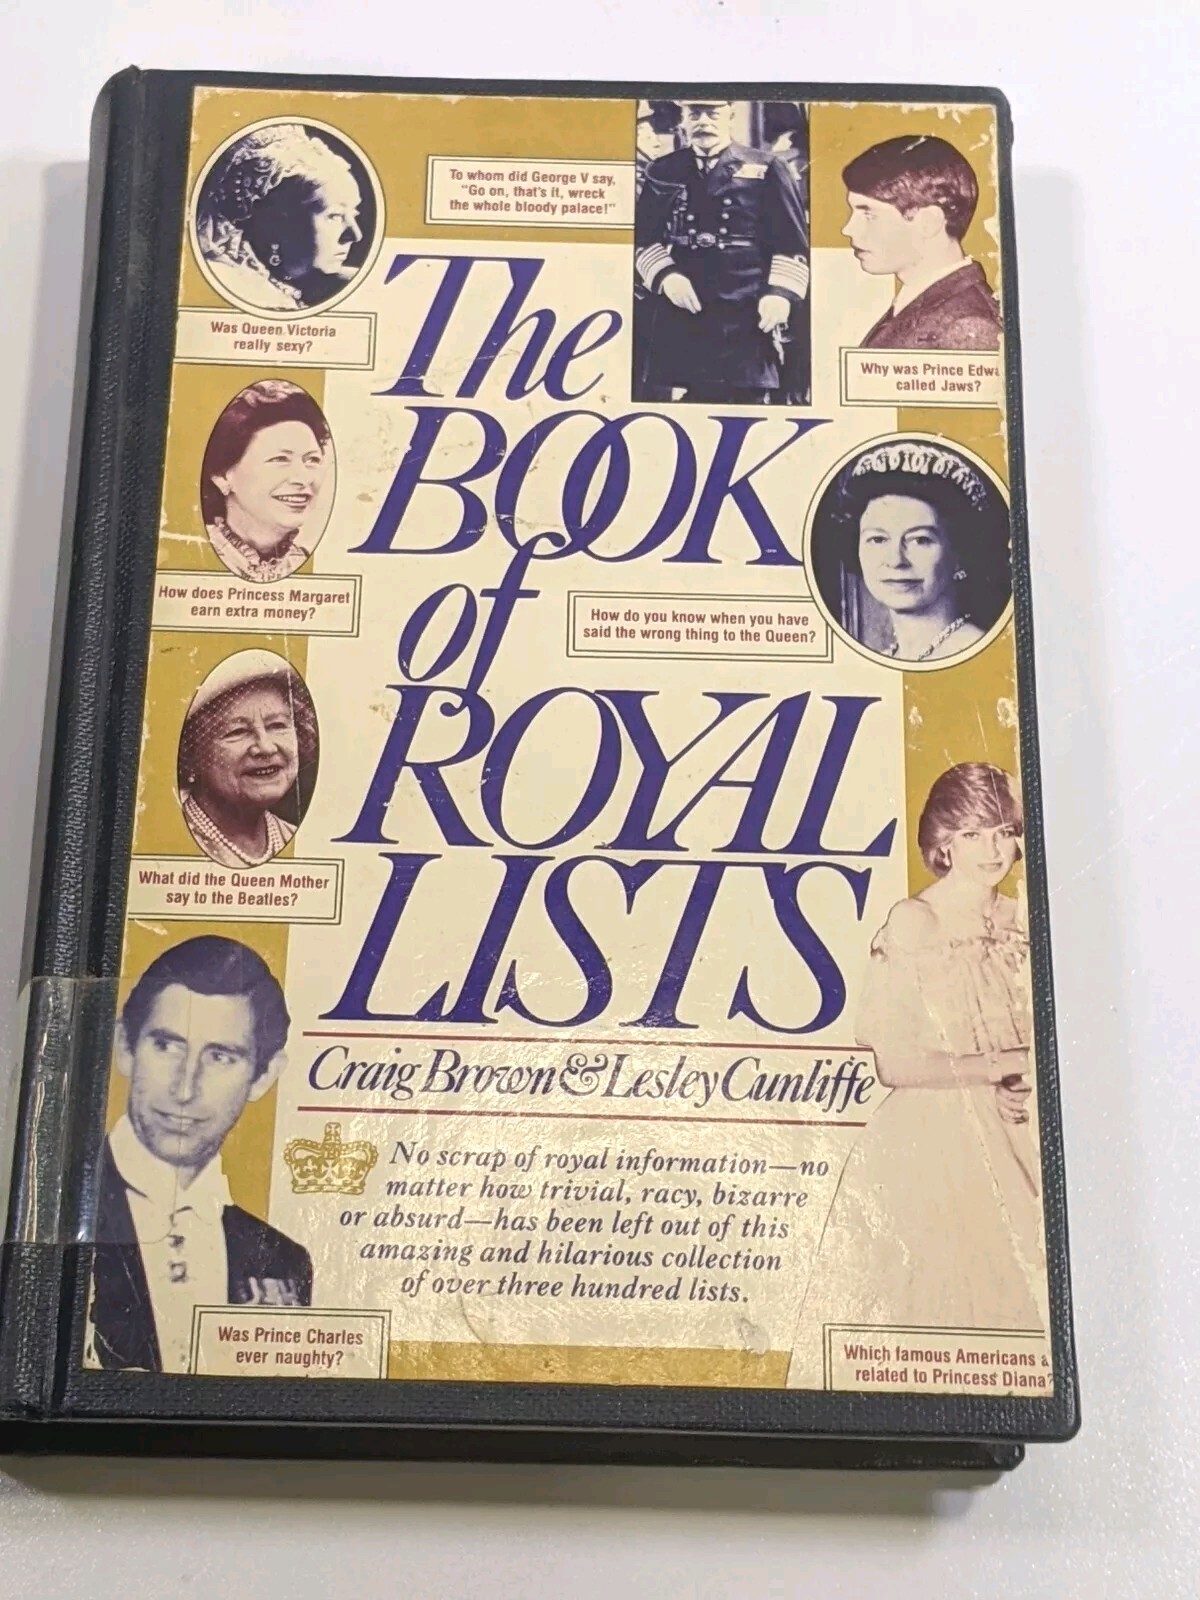 To whom did George V say,
"Go on, that's it, wreck
the whole bloody palace!"
Was Queen Victoria
really sexy?
The
BOOK
of
ROYAL
LISTS
Why was Prince Edwa
called Jaws?
How does Princess Margaret
earn extra money?
How do you know when you have
said the wrong thing to the Queen?
What did the Queen Mother
say to the Beatles?
Craig Brown & Lesley Cunliffe
No scrap of royal information—no
matter how trivial, racy, bizarre
or absurd—has been left out of this
amazing and hilarious collection
of over three hundred lists.
Was Prince Charles
ever naughty?
Which famous Americans a
related to Princess Diana?